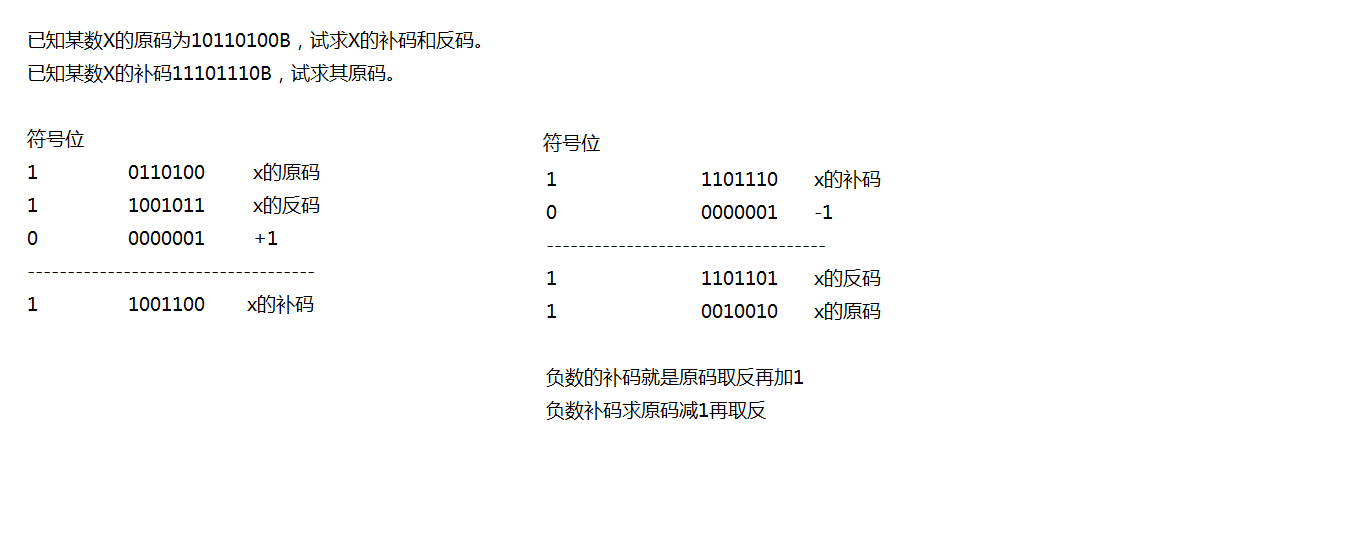 已知某数X的原码为10110100B，试求X的补码和反码。
已知某数X的补码11101110B，试求其原码。
符号位
1 0110100 x的原码
1 1001011 x的反码
0 0000001 +1
------------------------------------
1 1001100 x的补码
符号位
1 1101110 x的补码
0 0000001 -1
-----------------------------------
1 1101101 x的反码
1 0010010 x的原码
负数的补码就是原码取反再加1
负数补码求原码减1再取反